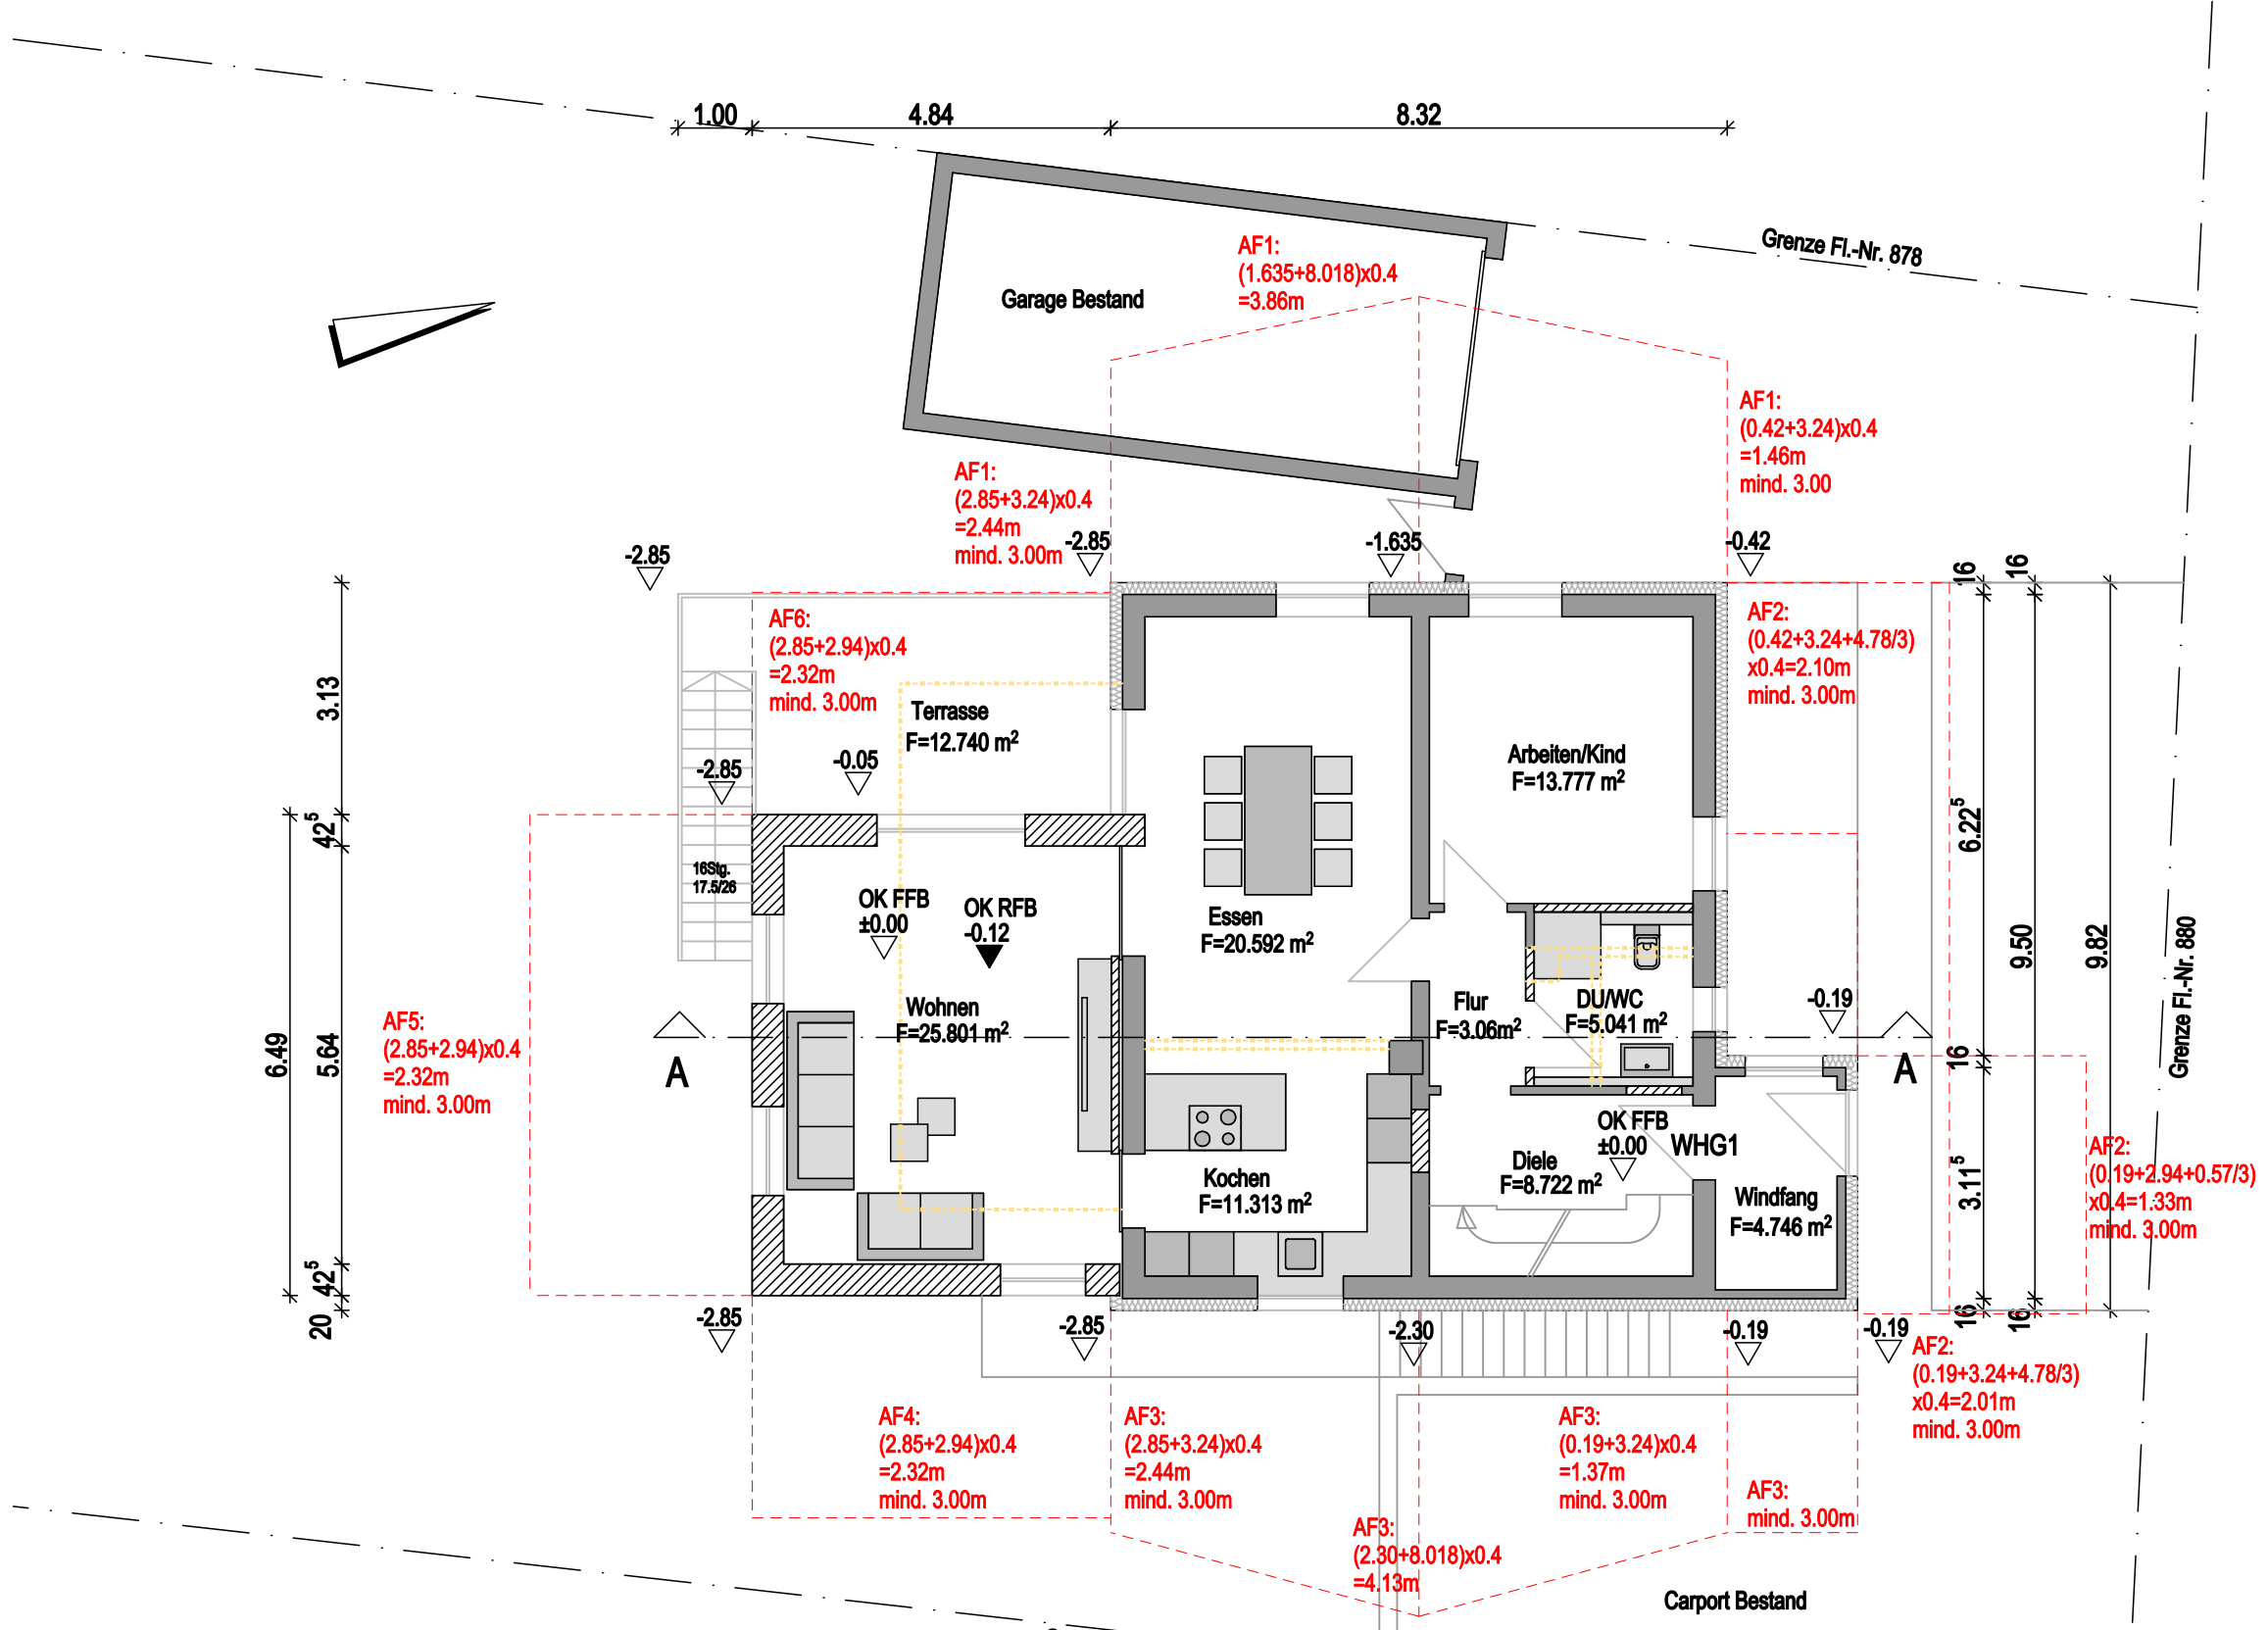 1.00
4.84
8.32
Grenze Fl.-Nr. 878
AF1:
(1.635+8.018)x0.4
=3.86m
Garage Bestand
AF1:
(0.42+3.24)x0.4
=1.46m
mind. 3.00
AF1:
(2.85+3.24)x0.4
=2.44m
mind. 3.00m
-2.85
-2.85
-1.635
-0.42
16
16
AF6:
(2.85+2.94)x0.4
=2.32m
mind. 3.00m
AF2:
(0.42+3.24+4.78/3)
x0.4=2.10m
mind. 3.00m
3.13
Terrasse
F=12.740 m²
-2.85
-0.05
Arbeiten/Kind
F=13.777 m²
42⁵
6.22⁵
16Stg.
17.5/26
OK FFB
±0.00
OK RFB
-0.12
Essen
F=20.592 m²
9.50
9.82
Grenze Fl.-Nr. 880
Wohnen
F=25.801 m²
Flur
F=3.06m²
DU/WC
F=5.041 m²
-0.19
AF5:
(2.85+2.94)x0.4
=2.32m
mind. 3.00m
6.49
5.64
A
A
16
OK FFB
±0.00
WHG1
AF2:
(0.19+2.94+0.57/3)
x0.4=1.33m
mind. 3.00m
Kochen
F=11.313 m²
Diele
F=8.722 m²
Windfang
F=4.746 m²
3.11⁵
42⁵
20
16
16
-2.85
-2.85
-2.30
-0.19
-0.19
AF2:
(0.19+3.24+4.78/3)
x0.4=2.01m
mind. 3.00m
AF4:
(2.85+2.94)x0.4
=2.32m
mind. 3.00m
AF3:
(2.85+3.24)x0.4
=2.44m
mind. 3.00m
AF3:
(0.19+3.24)x0.4
=1.37m
mind. 3.00m
AF3:
mind. 3.00m
AF3:
(2.30+8.018)x0.4
=4.13m
Carport Bestand